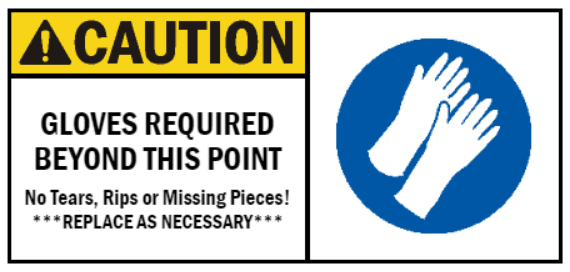 CAUTION
GLOVES REQUIRED
BEYOND THIS POINT
No Tears, Rips or Missing Pieces!
***REPLACE AS NECESSARY***